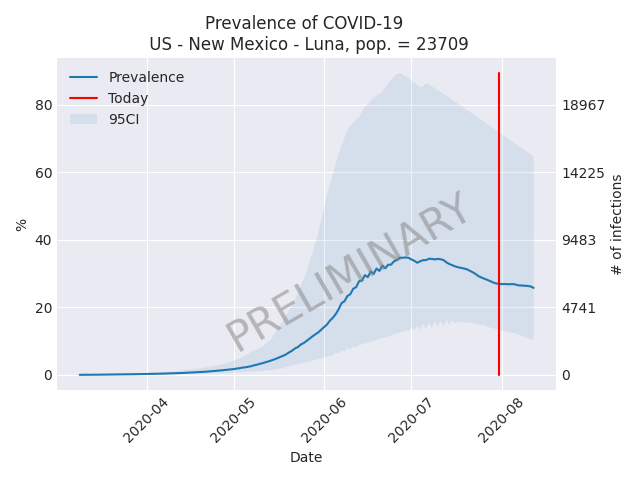 Prevalence of COVID-19
US - New Mexico - Luna, pop. = 23709
Prevalence
Today
95CI
80
60
40
20
0
%
18967
14225
9483
4741
0
# of infections
PRELIMINARY
2020-04
2020-05
2020-06
2020-07
2020-08
Date